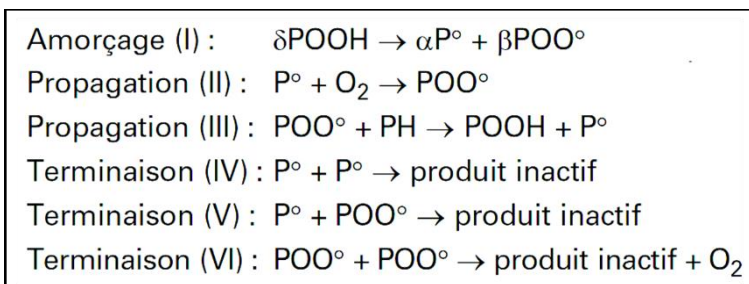 Amorçage (I) : δPOOH → αP° + βPOO°
Propagation (II) : P° + O₂ → POO°
Propagation (III) : POO° + PH → POOH + P°
Terminaison (IV) : P° + P° → produit inactif
Terminaison (V) : P° + POO° → produit inactif
Terminaison (VI) : POO° + POO° → produit inactif + O₂